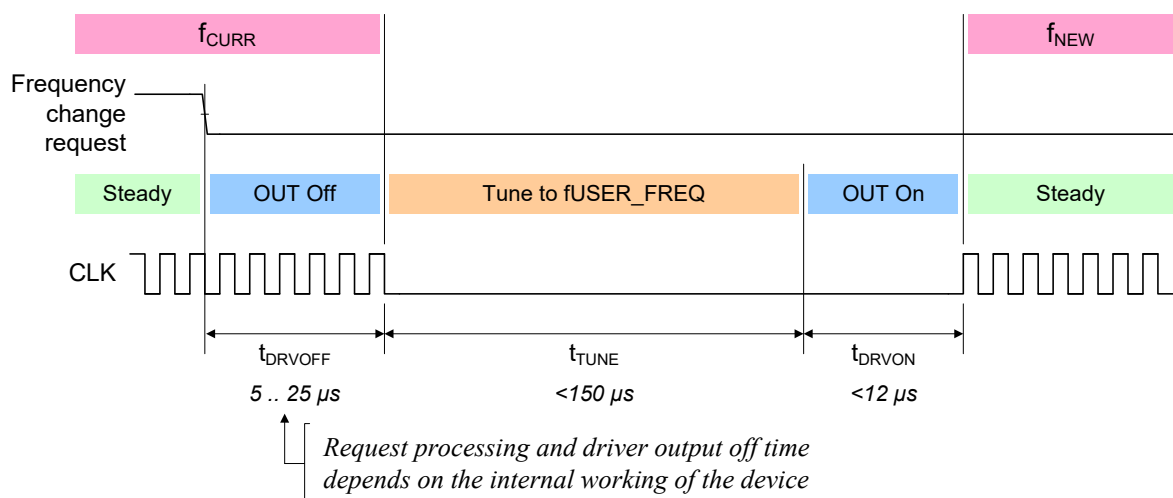 fCURR
fNEW
Frequency
change
request
Steady
OUT Off
Tune to fUSER_FREQ
OUT On
Steady
CLK
tDRVOFF
tTUNE
tDRVON
5 .. 25 µs
<150 µs
<12 µs
Request processing and driver output off time
depends on the internal working of the device